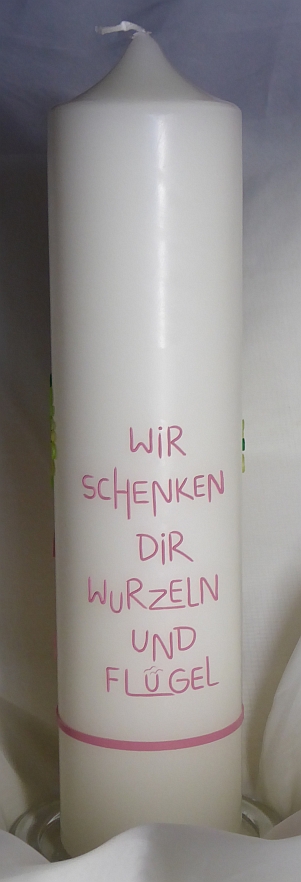 WiR
SCHENKEN
DiR
WURZELN
UND
FLÜGEL